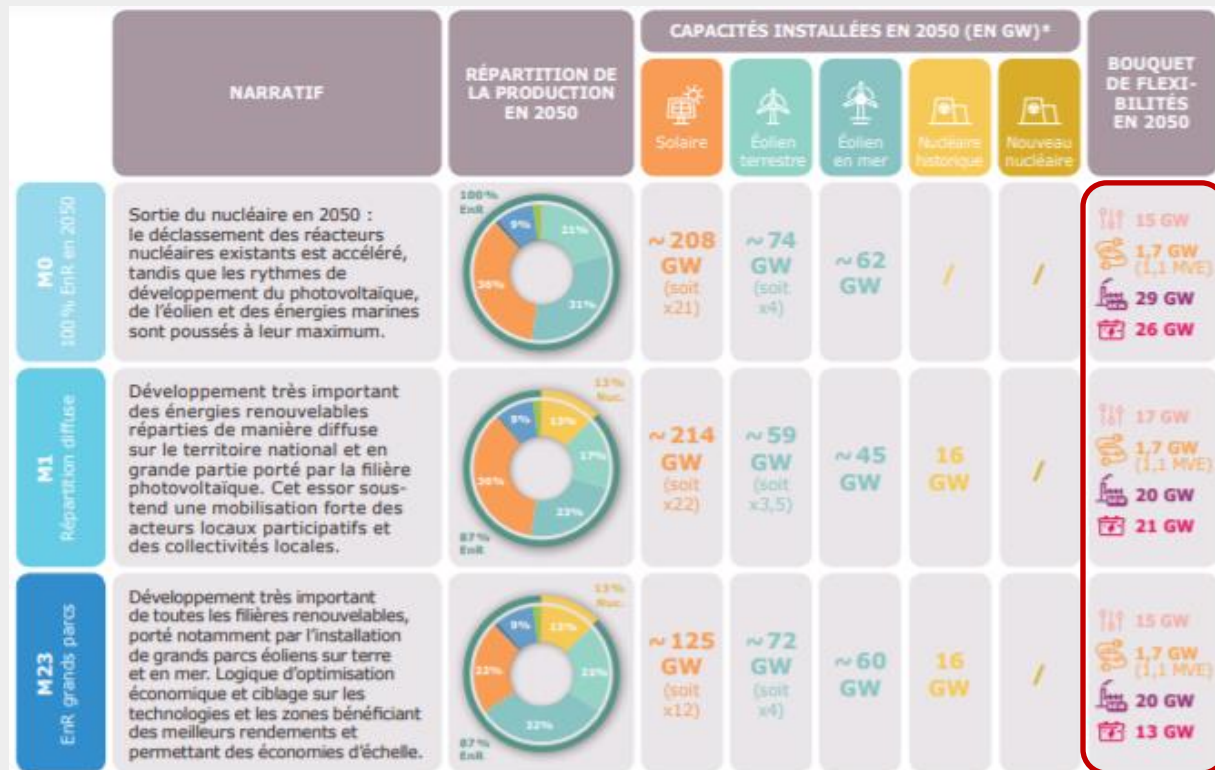 CAPACITÉS INSTALLÉES EN 2050 (EN GW)*
NARRATIF
RÉPARTITION DE
LA PRODUCTION
EN 2050
Solaire
Éolien
terrestre
Éolien
en mer
Nucléaire
historique
Nouveau
nucléaire
BOUQUET
DE FLEXI-
BILITÉS
EN 2050
M0
100 % EnR en 2050
Sortie du nucléaire en 2050 :
le déclassement des réacteurs
nucléaires existants est accéléré,
tandis que les rythmes de
développement du photovoltaïque,
de l'éolien et des énergies marines
sont poussés à leur maximum.
100 %
EnR
9%
21%
36%
31%
~ 208
GW
(soit
x21)
~ 74
GW
(soit
x4)
~ 62
GW
/
/
15 GW
1,7 GW
(1,1 MVE)
29 GW
26 GW
M1
Répartition diffuse
Développement très important
des énergies renouvelables
réparties de manière diffuse
sur le territoire national et en
grande partie porté par la filière
photovoltaïque. Cet essor sous-
tend une mobilisation forte des
acteurs locaux participatifs et
des collectivités locales.
13%
Nuc.
9%
13%
17%
36%
23%
87%
EnR
~ 214
GW
(soit
x22)
~ 59
GW
(soit
x3,5)
~ 45
GW
16
GW
/
17 GW
1,7 GW
(1,1 MVE)
20 GW
21 GW
M23
EnR grands parcs
Développement très important
de toutes les filières renouvelables,
porté notamment par l'installation
de grands parcs éoliens sur terre
et en mer. Logique d'optimisation
économique et ciblage sur les
technologies et les zones bénéficiant
des meilleurs rendements et
permettant des économies d'échelle.
13%
Nuc.
9%
13%
22%
22%
32%
87%
EnR
~ 125
GW
(soit
x12)
~ 72
GW
(soit
x4)
~ 60
GW
16
GW
/
15 GW
1,7 GW
(1,1 MVE)
20 GW
13 GW